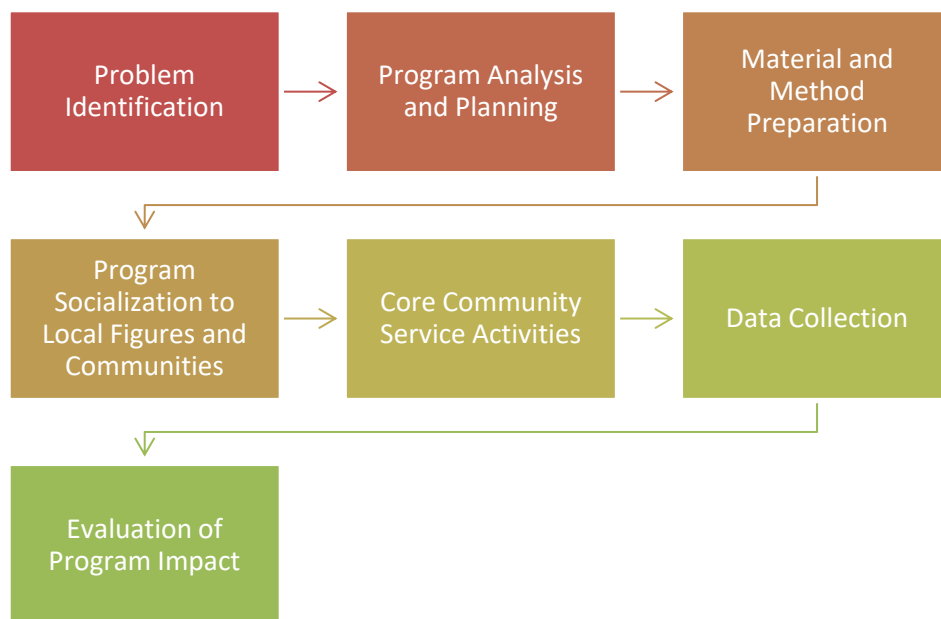 Problem
Identification
Program Analysis
and Planning
Material and
Method
Preparation
Program
Socialization to
Local Figures and
Communities
Core Community
Service Activities
Data Collection
Evaluation of
Program Impact